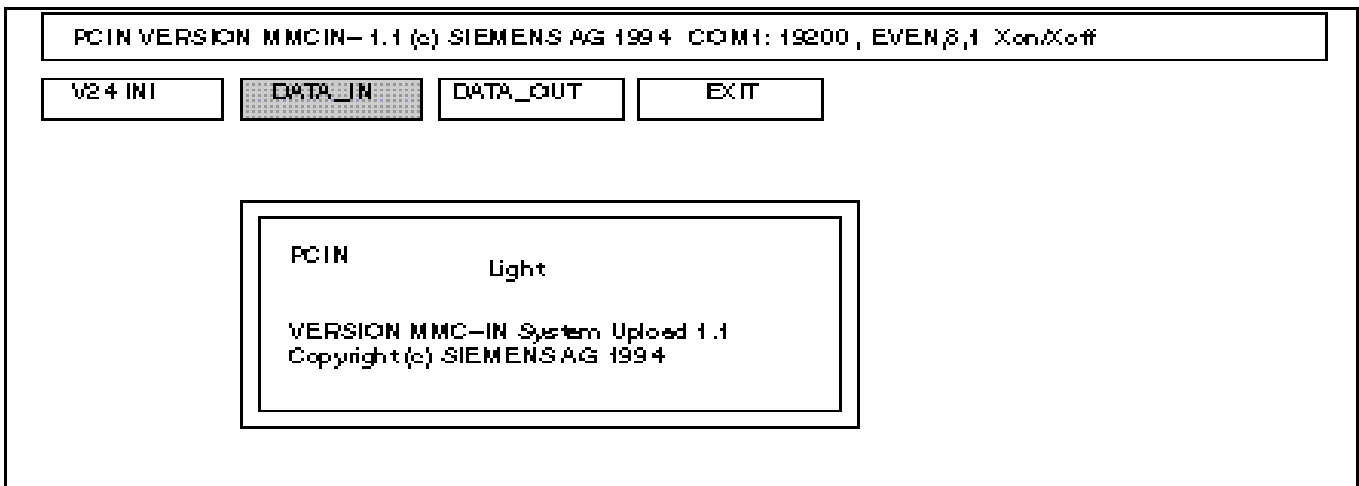 PCIN VERSION MMCIN-1.1 (c) SIEMENS AG 1994 COM1: 19200, EVEN,8,1 Xon/Xoff
V24 INI DATA_IN DATA_OUT EXIT
PCIN
Light
VERSION MMC-IN System Upload 1.1
Copyright (c) SIEMENS AG 1994